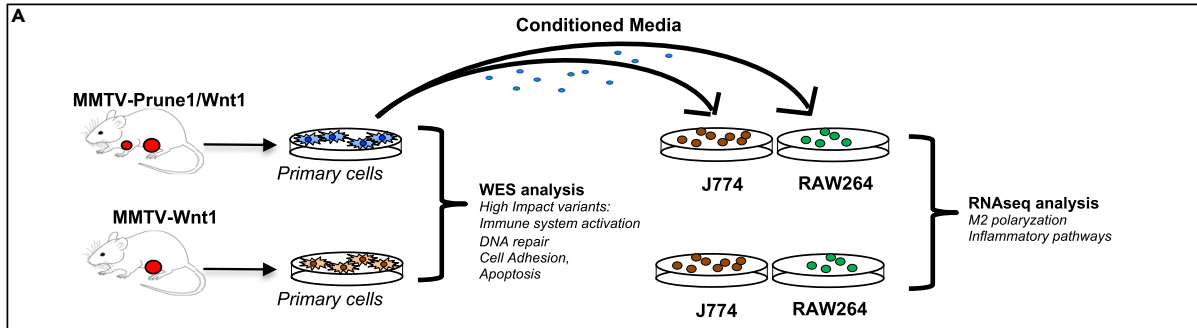 A
Conditioned Media
MMTV-Prune1/Wnt1
Primary cells
J774
RAW264
WES analysis
High Impact variants:
Immune system activation
DNA repair
Cell Adhesion,
Apoptosis
RNAseq analysis
M2 polaryzation
Inflammatory pathways
MMTV-Wnt1
Primary cells
J774
RAW264